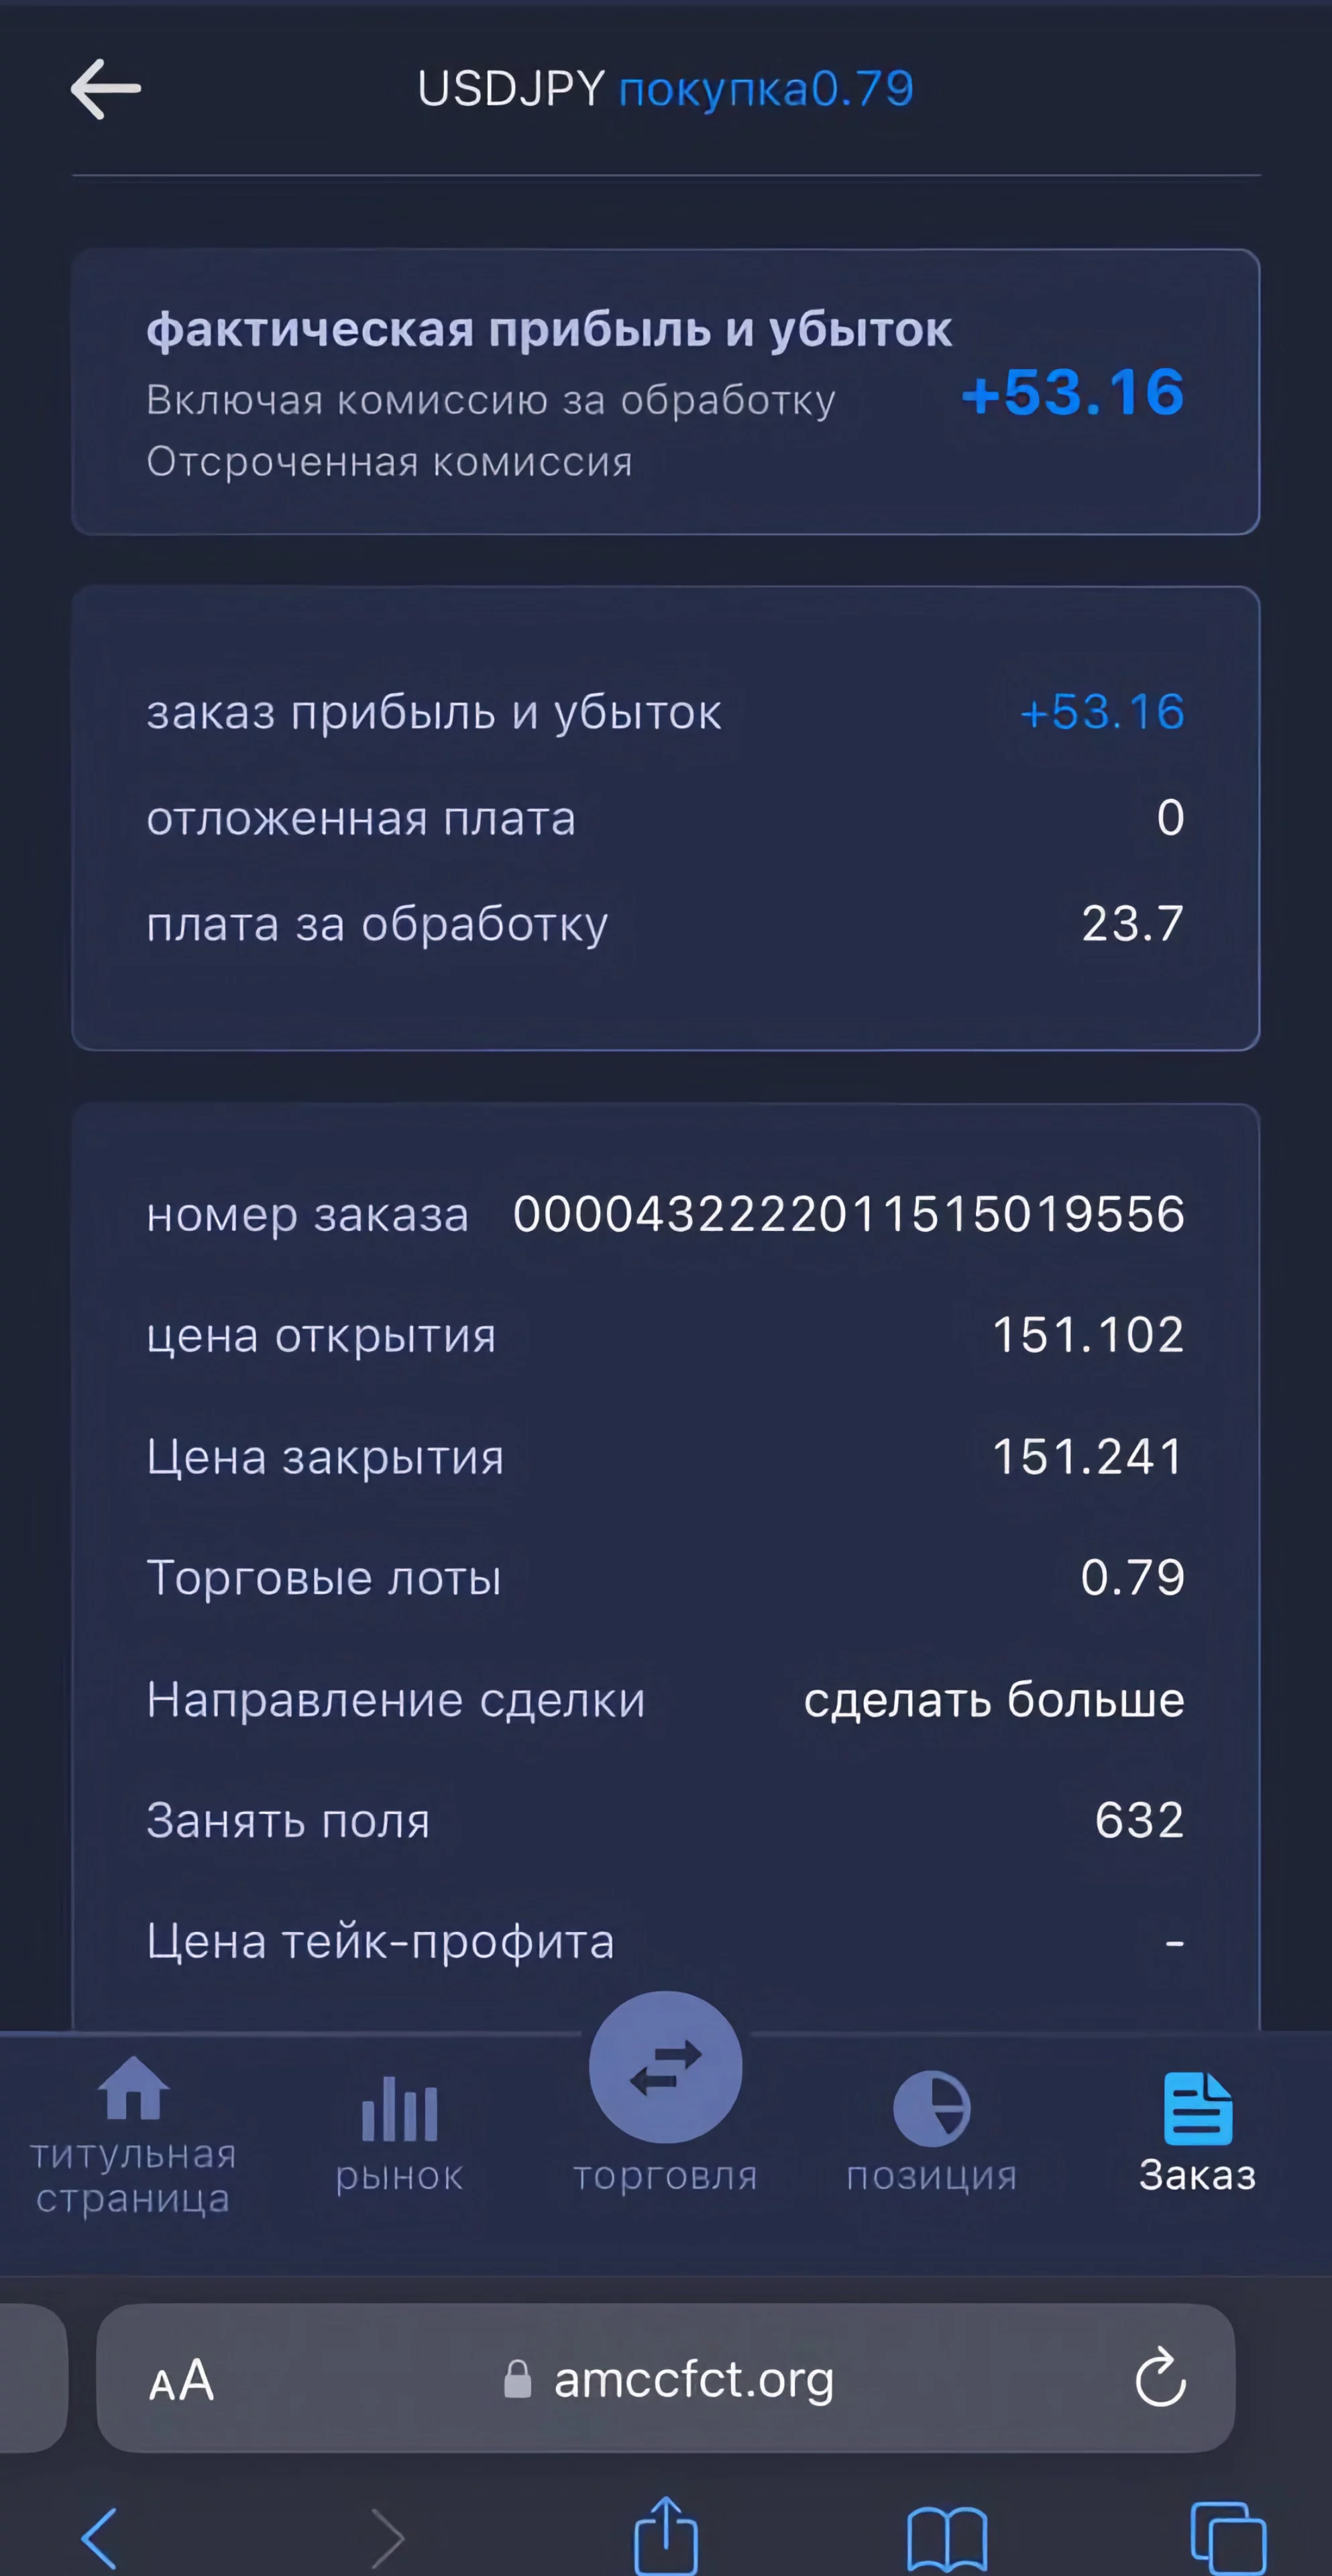 USDJPY покупка0.79
фактическая прибыль и убыток
Включая комиссию за обработку
+53.16
Отсроченная комиссия
заказ прибыль и убыток +53.16
отложенная плата 0
плата за обработку 23.7
номер заказа 0000432222011515019556
цена открытия 151.102
Цена закрытия 151.241
Торговые лоты 0.79
Направление сделки сделать больше
Занять поля 632
Цена тейк-профита -
титульная
страница
рынок
торговля
позиция
Заказ
AA amccfct.org